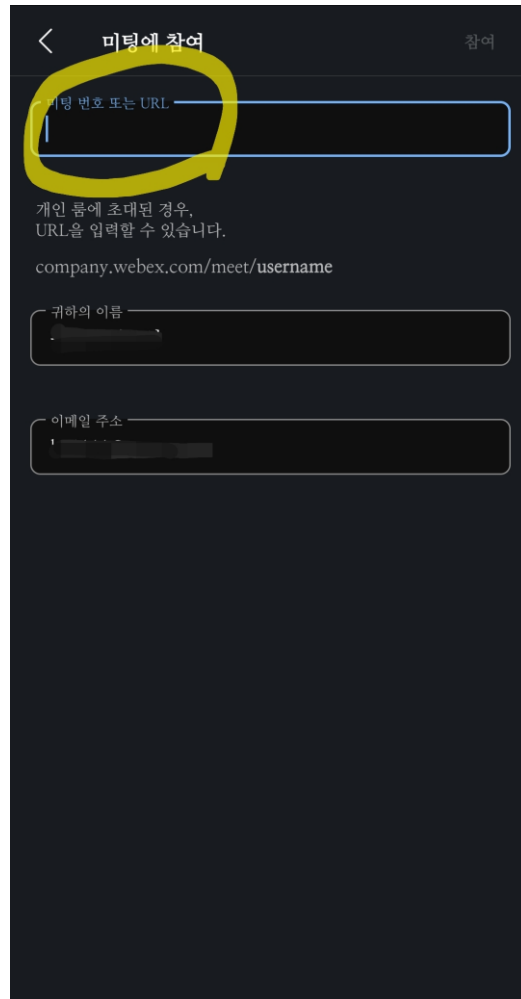 미팅에 참여
참여
미팅 번호 또는 URL
개인 룸에 초대된 경우,
URL을 입력할 수 있습니다.
company.webex.com/meet/username
귀하의 이름
이메일 주소